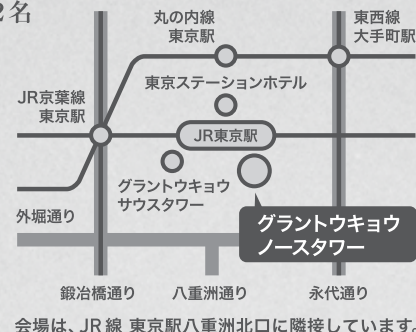 2名
丸の内線
東京駅
東西線
大手町駅
東京ステーションホテル
JR京葉線
東京駅
JR東京駅
グラントウキョウ
サウスタワー
外堀通り
グラントウキョウ
ノースタワー
鍛冶橋通り
八重洲通り
永代通り
会場は、JR線 東京駅八重洲北口に隣接しています。